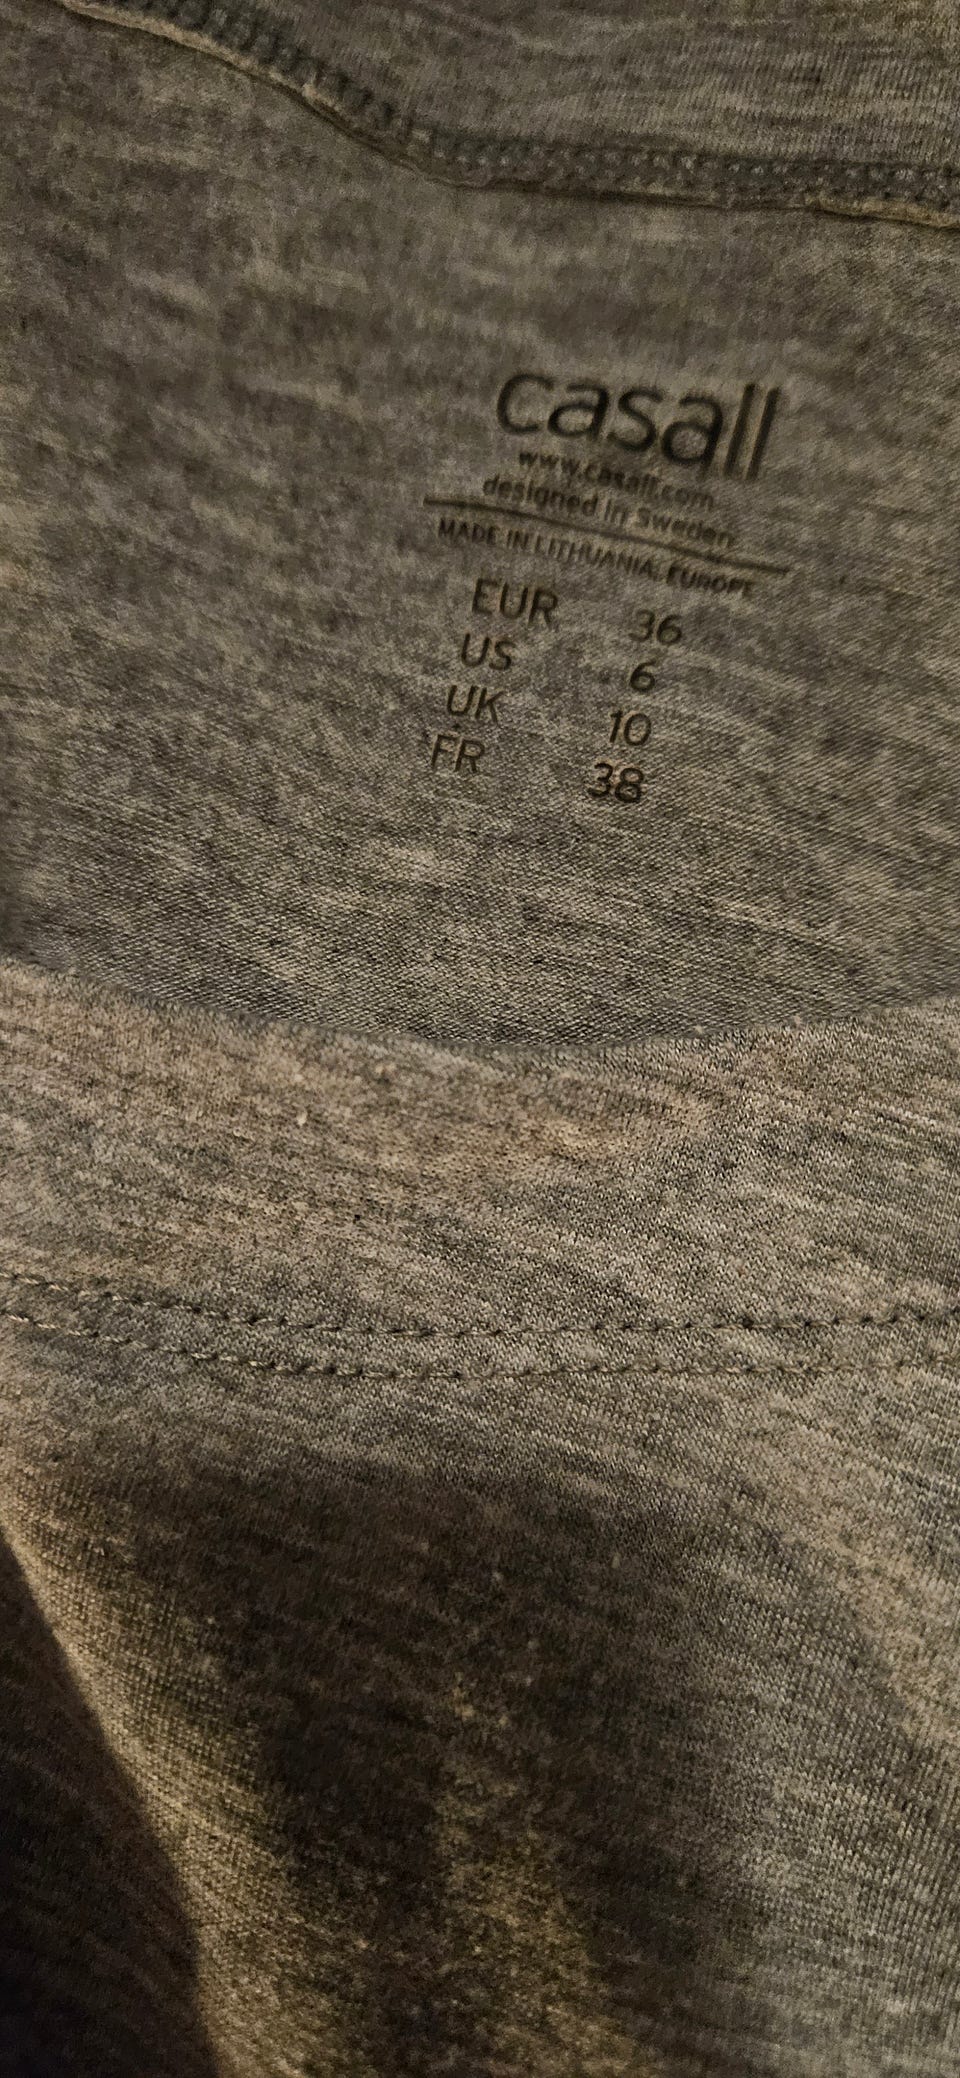 casall
www.casall.com
designed in Sweden
MADE IN LITHUANIA, EUROPE
EUR 36
US 6
UK 10
FR 38